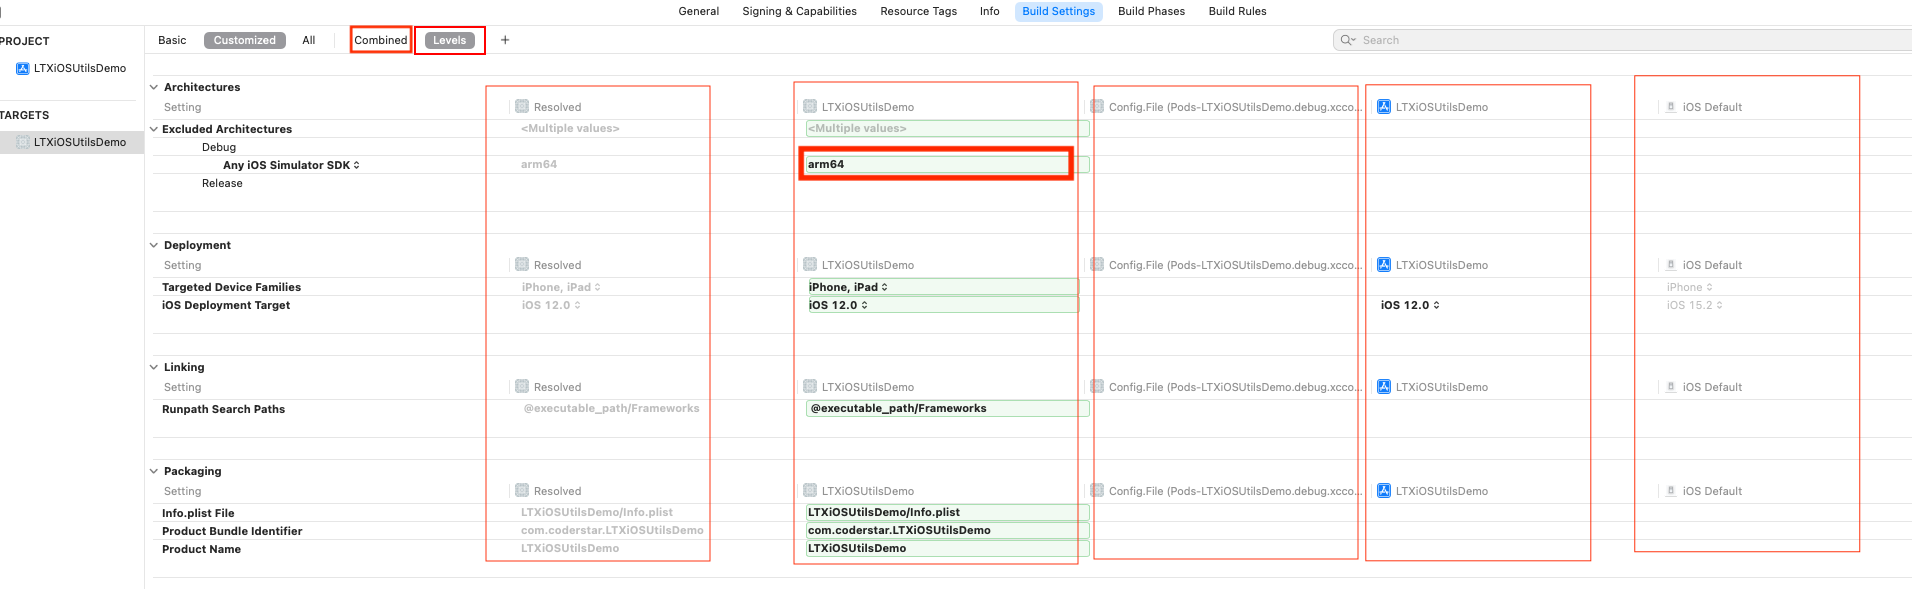 General Signing & Capabilities Resource Tags Info Build Settings Build Phases Build Rules
PROJECT
LTXiOSUtilsDemo
TARGETS
LTXiOSUtilsDemo
Basic Customized All Combined Levels + Search
Architectures
Setting Resolved LTXiOSUtilsDemo Config.File (Pods-LTXiOSUtilsDemo.debug.xcco... LTXiOSUtilsDemo iOS Default
Excluded Architectures <Multiple values> <Multiple values>
Debug
Any iOS Simulator SDK arm64 arm64
Release
Deployment
Setting Resolved LTXiOSUtilsDemo Config.File (Pods-LTXiOSUtilsDemo.debug.xcco... LTXiOSUtilsDemo iOS Default
Targeted Device Families iPhone, iPad iPhone, iPad iPhone
iOS Deployment Target iOS 12.0 iOS 12.0 iOS 12.0 iOS 15.2
Linking
Setting Resolved LTXiOSUtilsDemo Config.File (Pods-LTXiOSUtilsDemo.debug.xcco... LTXiOSUtilsDemo iOS Default
Runpath Search Paths @executable_path/Frameworks @executable_path/Frameworks
Packaging
Setting Resolved LTXiOSUtilsDemo Config.File (Pods-LTXiOSUtilsDemo.debug.xcco... LTXiOSUtilsDemo iOS Default
Info.plist File LTXiOSUtilsDemo/Info.plist LTXiOSUtilsDemo/Info.plist
Product Bundle Identifier com.coderstar.LTXiOSUtilsDemo com.coderstar.LTXiOSUtilsDemo
Product Name LTXiOSUtilsDemo LTXiOSUtilsDemo